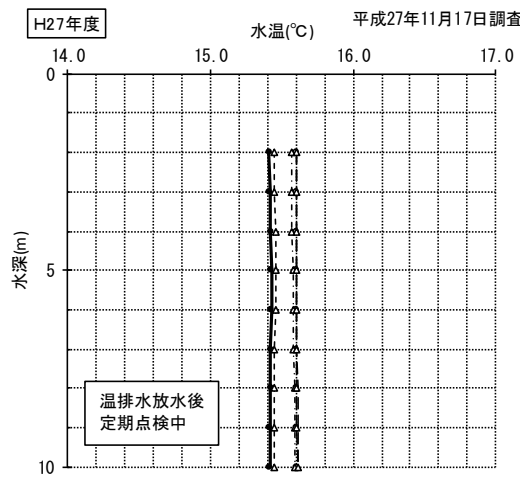 H27年度
水温(℃)
平成27年11月17日調査
14.0 15.0 16.0 17.0
0
5
10
水深(m)
温排水放水後
定期点検中